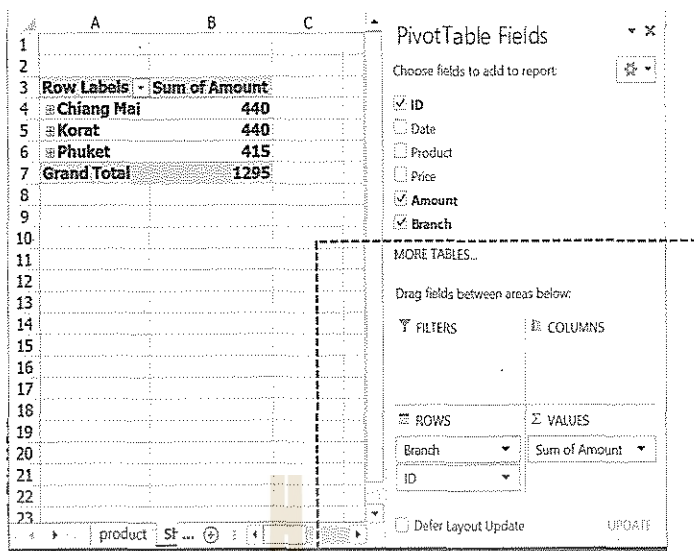 A B C
1
2
3 Row Labels Sum of Amount
4 Chiang Mai 440
5 Korat 440
6 Phuket 415
7 Grand Total 1295
8
9
10
11
12
13
14
15
16
17
18
19
20
21
22
23
product
PivotTable Fields
Choose fields to add to report:
ID
Date
Product
Price
Amount
Branch
MORE TABLES...
Drag fields between areas below:
FILTERS
COLUMNS
ROWS
Σ VALUES
Branch
Sum of Amount
ID
Defer Layout Update
UPDATE